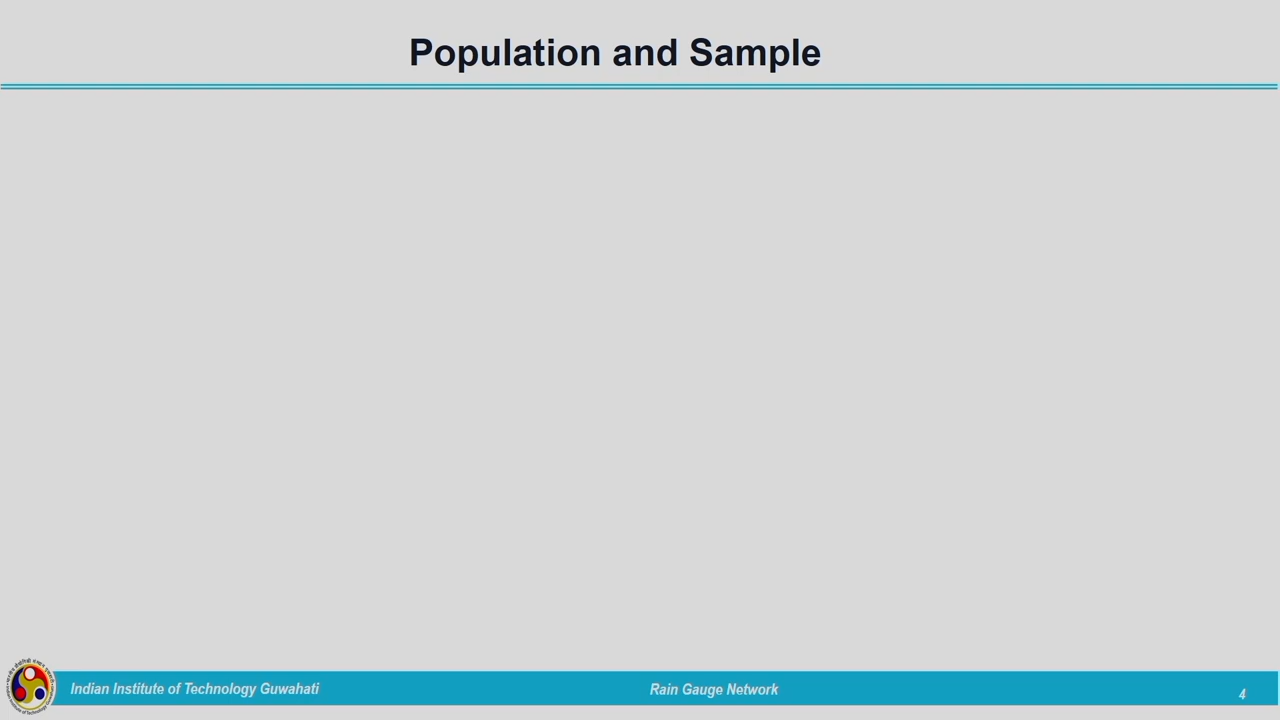 Population and Sample
Indian Institute of Technology Guwahati
Rain Gauge Network
4